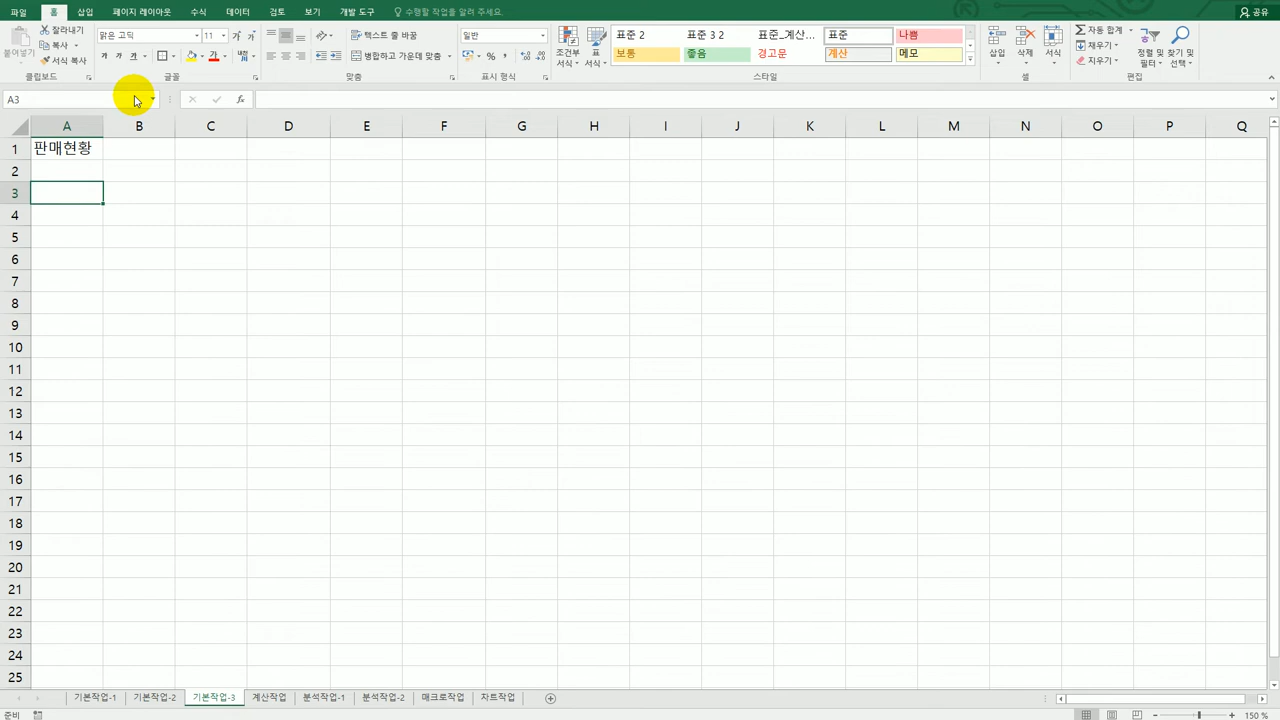 파일 홈 삽입 페이지 레이아웃 수식 데이터 검토 보기 개발 도구 수행할 작업을 알려 주세요. 공유
붙여넣기 잘라내기 복사 서식 복사 클립보드
맑은 고딕 11 가 가 가 가 가 가 글꼴
텍스트 줄 바꿈 병합하고 가운데 맞춤 맞춤
일반 % , 표시 형식
조건부 서식 표 서식
표준 2 표준 3 2 표준_계산... 표준 나쁨
보통 좋음 경고문 계산 메모
스타일
삽입 삭제 서식 셀
자동 합계 채우기 지우기 정렬 및 필터 찾기 및 선택 편집
A3 fx
A B C D E F G H I J K L M N O P Q
1 판매현황
2
3
4
5
6
7
8
9
10
11
12
13
14
15
16
17
18
19
20
21
22
23
24
25
기본작업-1 기본작업-2 기본작업-3 계산작업 분석작업-1 분석작업-2 매크로작업 차트작업
준비 150 %